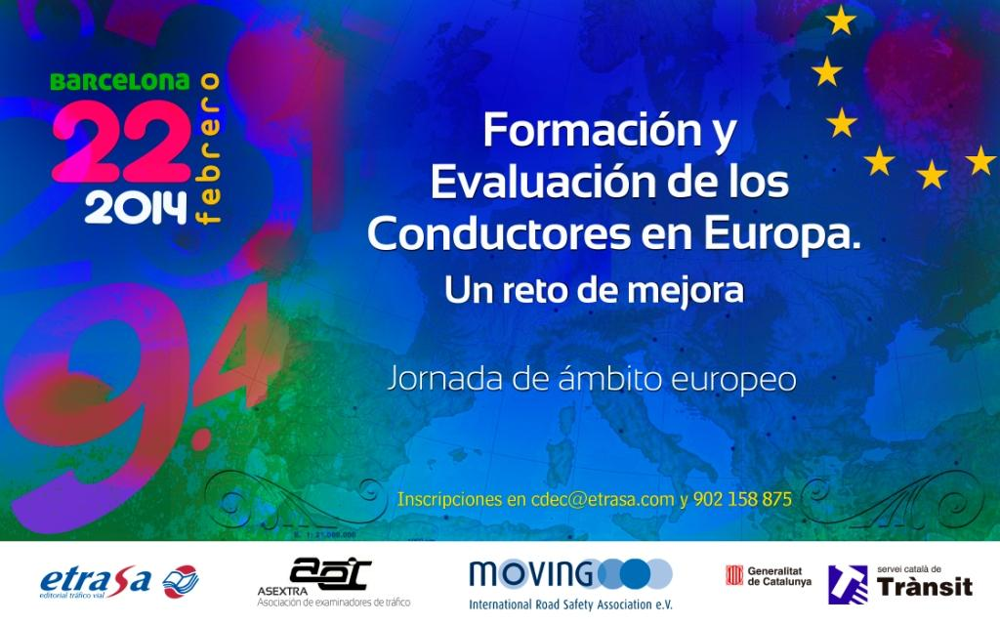 Barcelona
22
2014
febrero
Formación y
Evaluación de los
Conductores en Europa.
Un reto de mejora
Jornada de ámbito europeo
9.4
Inscripciones en cdec@etrasa.com y 902 158 875
etrasa
editorial tráfico vial
ASEXTRA
Asociación de examinadores de tráfico
MOVING
International Road Safety Association e.V.
Generalitat
de Catalunya
servei català de
Trànsit